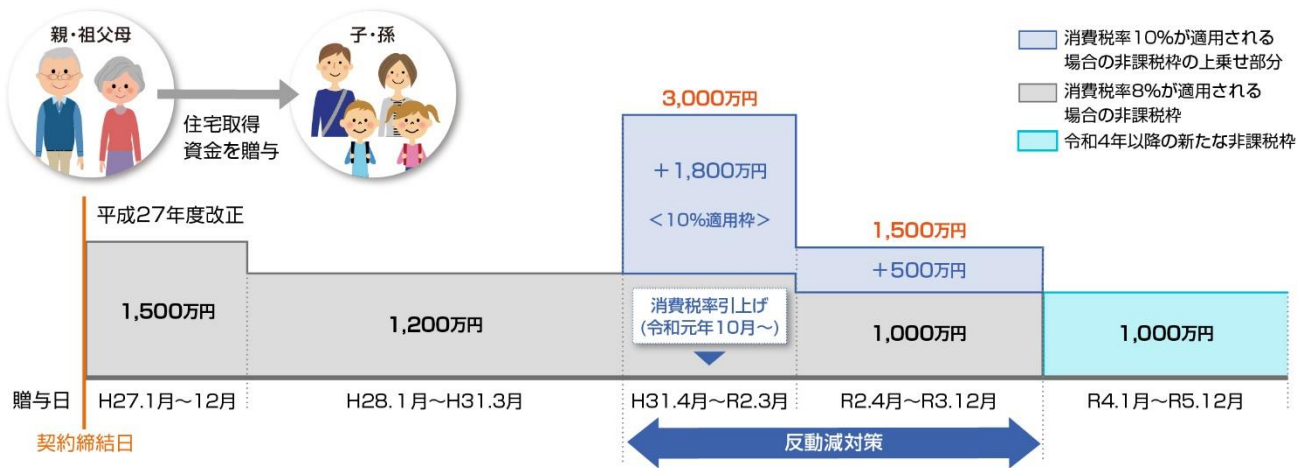 親・祖父母
子・孫
住宅取得
資金を贈与
消費税率10%が適用される
場合の非課税枠の上乗せ部分
消費税率8%が適用される
場合の非課税枠
令和4年以降の新たな非課税枠
平成27年度改正
3,000万円
+1,800万円
<10%適用枠>
1,500万円
+500万円
1,500万円
1,200万円
消費税率引上げ
(令和元年10月~)
1,000万円
1,000万円
贈与日
H27.1月~12月
H28.1月~H31.3月
H31.4月~R2.3月
R2.4月~R3.12月
R4.1月~R5.12月
契約締結日
反動減対策